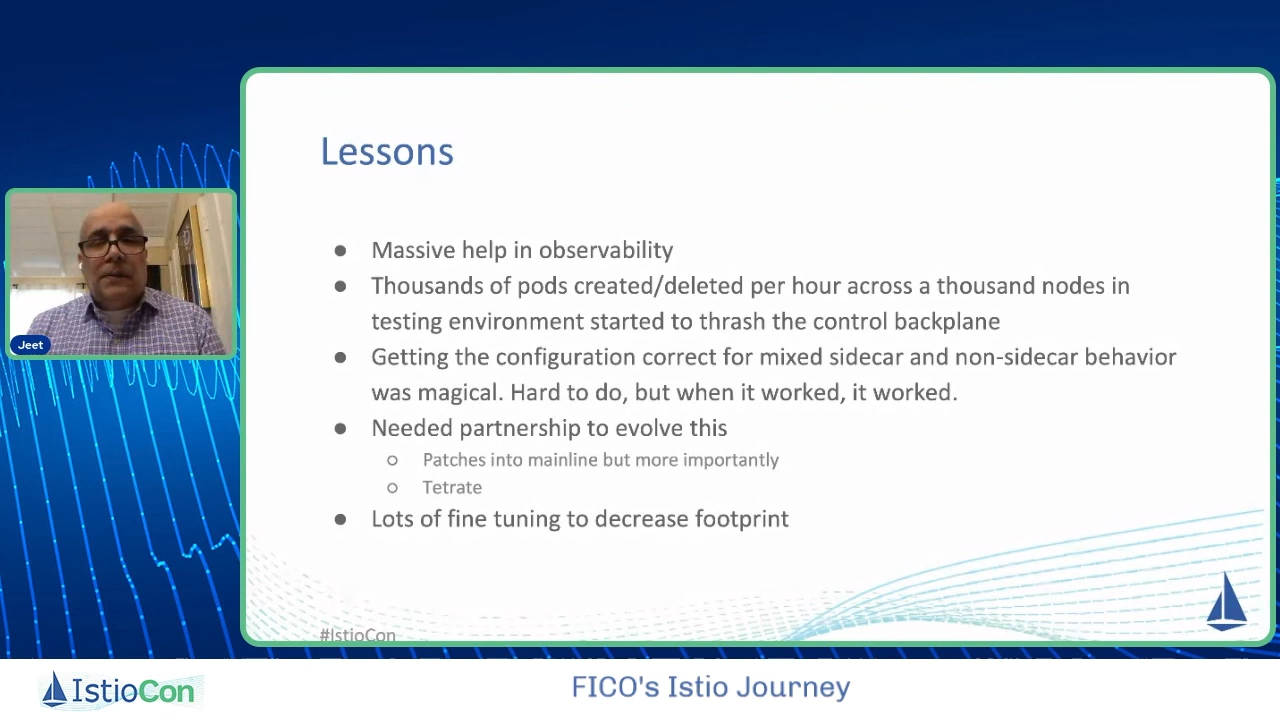 Lessons
● Massive help in observability
● Thousands of pods created/deleted per hour across a thousand nodes in
testing environment started to thrash the control backplane
● Getting the configuration correct for mixed sidecar and non-sidecar behavior
was magical. Hard to do, but when it worked, it worked.
● Needed partnership to evolve this
○ Patches into mainline but more importantly
○ Tetrate
● Lots of fine tuning to decrease footprint
#IstioCon
Jeet
IstioCon
FICO's Istio Journey